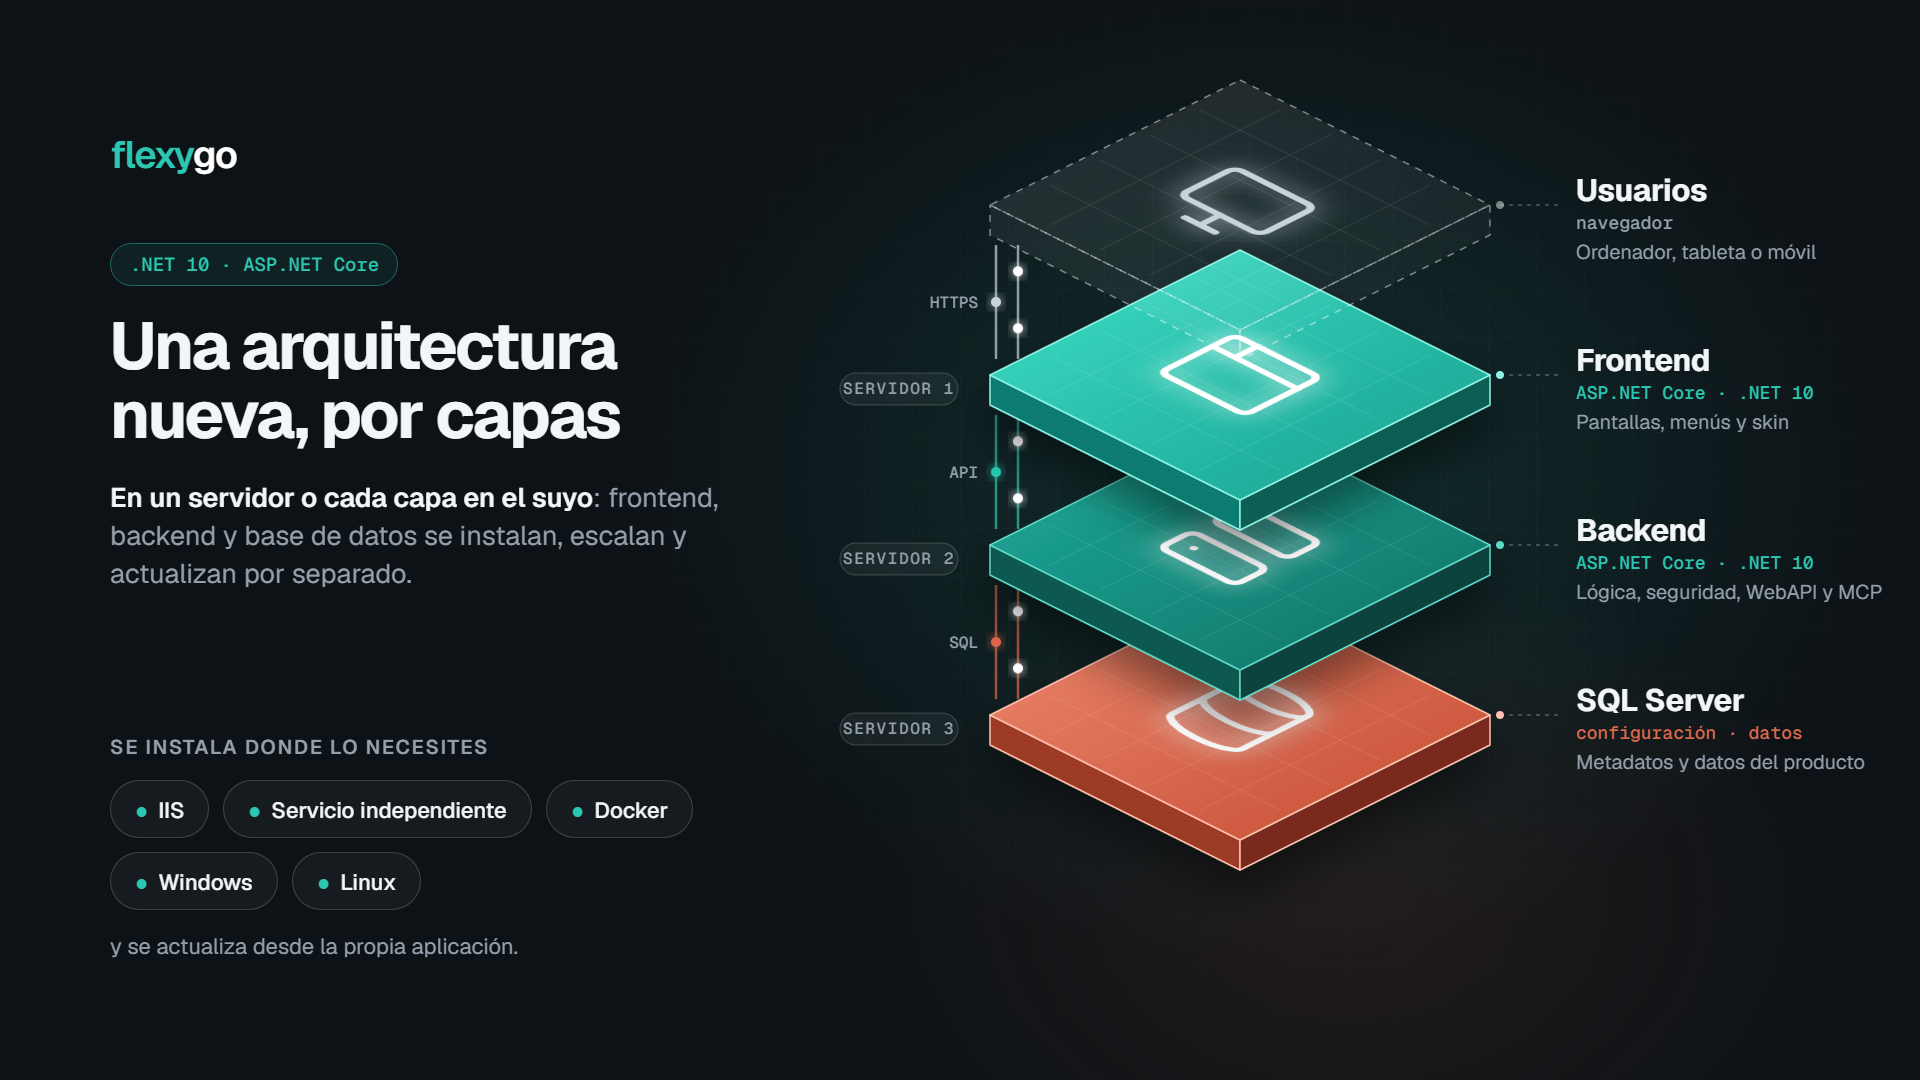 flexygo
.NET 10 · ASP.NET Core
Una arquitectura
nueva, por capas
En un servidor o cada capa en el suyo: frontend,
backend y base de datos se instalan, escalan y
actualizan por separado.
SE INSTALA DONDE LO NECESITES
IIS
Servicio independiente
Docker
Windows
Linux
y se actualiza desde la propia aplicación.
HTTPS
SERVIDOR 1
API
SERVIDOR 2
SQL
SERVIDOR 3
Usuarios
navegador
Ordenador, tableta o móvil
Frontend
ASP.NET Core · .NET 10
Pantallas, menús y skin
Backend
ASP.NET Core · .NET 10
Lógica, seguridad, WebAPI y MCP
SQL Server
configuración · datos
Metadatos y datos del producto